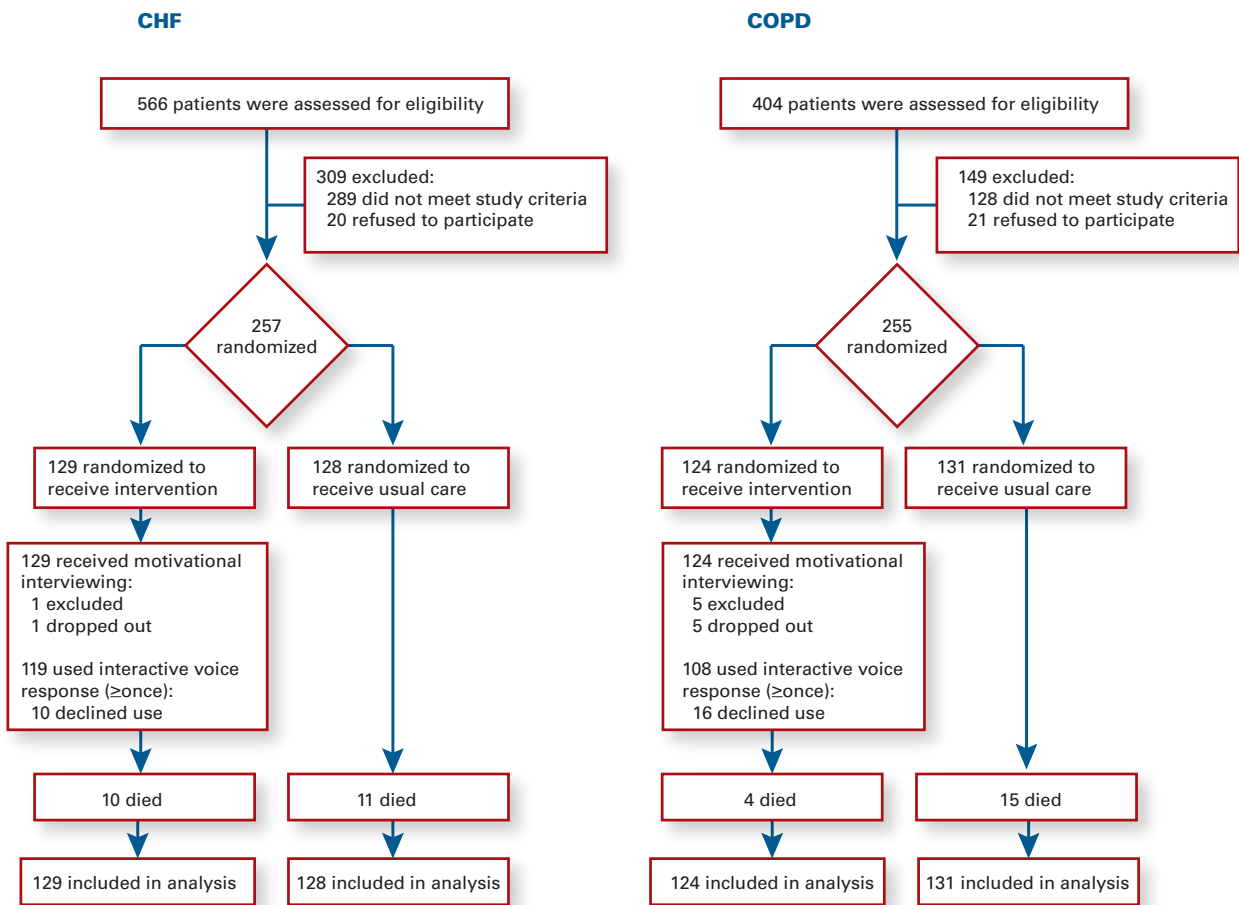 CHF
566 patients were assessed for eligibility
309 excluded:
289 did not meet study criteria
20 refused to participate
257
randomized
129 randomized to
receive intervention
128 randomized to
receive usual care
129 received motivational
interviewing:
1 excluded
1 dropped out
119 used interactive voice
response (≥once):
10 declined use
10 died
11 died
129 included in analysis
128 included in analysis
COPD
404 patients were assessed for eligibility
149 excluded:
128 did not meet study criteria
21 refused to participate
255
randomized
124 randomized to
receive intervention
131 randomized to
receive usual care
124 received motivational
interviewing:
5 excluded
5 dropped out
108 used interactive voice
response (≥once):
16 declined use
4 died
15 died
124 included in analysis
131 included in analysis